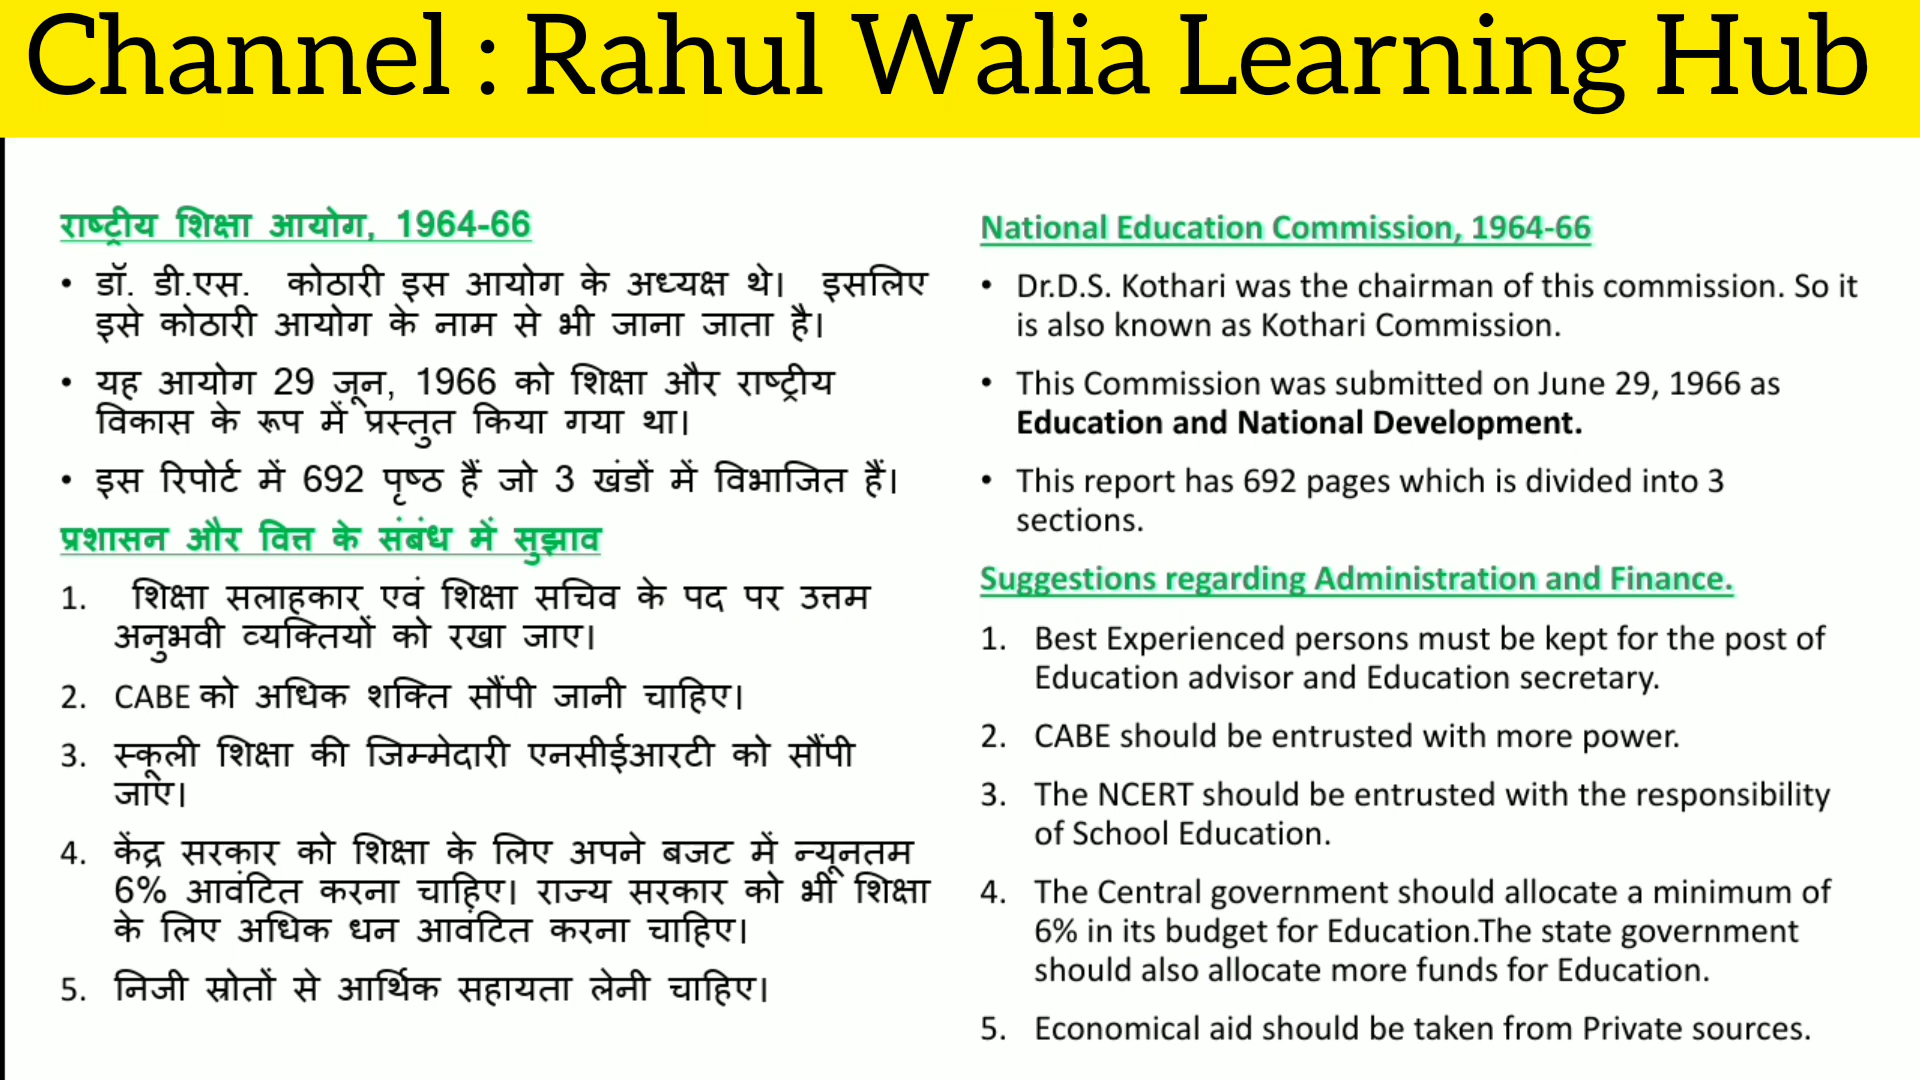 Channel : Rahul Walia Learning Hub
राष्ट्रीय शिक्षा आयोग, 1964-66
• डॉ. डी.एस. कोठारी इस आयोग के अध्यक्ष थे। इसलिए
इसे कोठारी आयोग के नाम से भी जाना जाता है।
• यह आयोग 29 जून, 1966 को शिक्षा और राष्ट्रीय
विकास के रूप में प्रस्तुत किया गया था।
• इस रिपोर्ट में 692 पृष्ठ हैं जो 3 खंडों में विभाजित हैं।
प्रशासन और वित्त के संबंध में सुझाव
1. शिक्षा सलाहकार एवं शिक्षा सचिव के पद पर उत्तम
अनुभवी व्यक्तियों को रखा जाए।
2. CABE को अधिक शक्ति सौंपी जानी चाहिए।
3. स्कूली शिक्षा की जिम्मेदारी एनसीईआरटी को सौंपी
जाए।
4. केंद्र सरकार को शिक्षा के लिए अपने बजट में न्यूनतम
6% आवंटित करना चाहिए। राज्य सरकार को भी शिक्षा
के लिए अधिक धन आवंटित करना चाहिए।
5. निजी स्रोतों से आर्थिक सहायता लेनी चाहिए।
National Education Commission, 1964-66
• Dr.D.S. Kothari was the chairman of this commission. So it
is also known as Kothari Commission.
• This Commission was submitted on June 29, 1966 as
Education and National Development.
• This report has 692 pages which is divided into 3
sections.
Suggestions regarding Administration and Finance.
1. Best Experienced persons must be kept for the post of
Education advisor and Education secretary.
2. CABE should be entrusted with more power.
3. The NCERT should be entrusted with the responsibility
of School Education.
4. The Central government should allocate a minimum of
6% in its budget for Education.The state government
should also allocate more funds for Education.
5. Economical aid should be taken from Private sources.